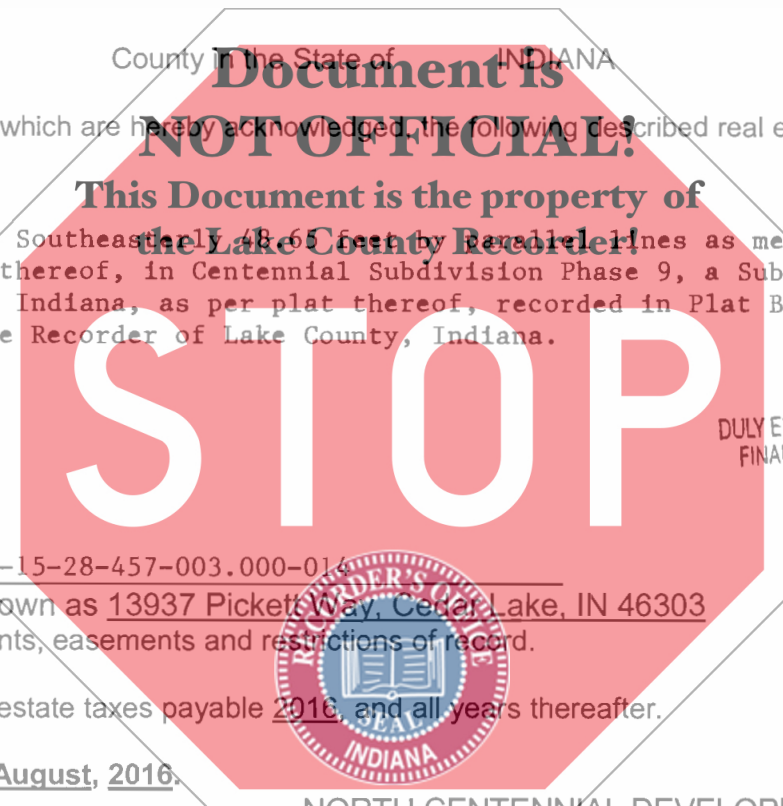 County in the State of INDIANA
Document is
which are hereby acknowledged, the following described real e
NOT OFFICIAL!
This Document is the property of
the Lake County Recorder!
Southeasterly 48.65 feet by Parallel lines as me
thereof, in Centennial Subdivision Phase 9, a Sub
Indiana, as per plat thereof, recorded in Plat B
e Recorder of Lake County, Indiana.
STOP
DULY E
FINA
-15-28-457-003.000-014
own as 13937 Pickett Way, Cedar Lake, IN 46303
nts, easements and restrictions of record.
RECORDER'S OFFICE
SEAL
INDIANA
estate taxes payable 2016, and all years thereafter.
August, 2016.
NORTH CENTENNIAL DEVELOP